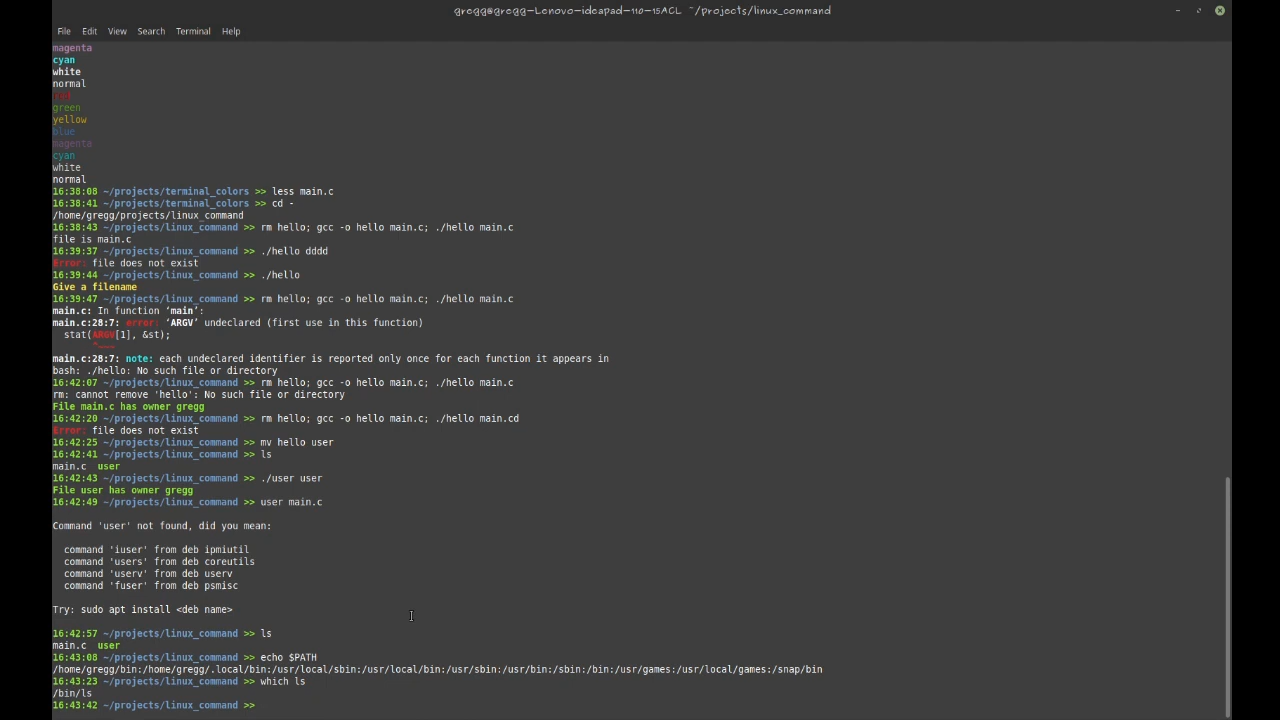 gregg@gregg-Lenovo-ideapad-110-15ACL ~/projects/linux_command
File Edit View Search Terminal Help
magenta
cyan
white
normal
red
green
yellow
blue
magenta
cyan
white
normal
16:38:08 ~/projects/terminal_colors >> less main.c
16:38:41 ~/projects/terminal_colors >> cd -
/home/gregg/projects/linux_command
16:38:43 ~/projects/linux_command >> rm hello; gcc -o hello main.c; ./hello main.c
file is main.c
16:39:37 ~/projects/linux_command >> ./hello dddd
Error: file does not exist
16:39:44 ~/projects/linux_command >> ./hello
Give a filename
16:39:47 ~/projects/linux_command >> rm hello; gcc -o hello main.c; ./hello main.c
main.c: In function ‘main’:
main.c:28:7: error: ‘ARGV’ undeclared (first use in this function)
stat(ARGV[1], &st);
^~~~
main.c:28:7: note: each undeclared identifier is reported only once for each function it appears in
bash: ./hello: No such file or directory
16:42:07 ~/projects/linux_command >> rm hello; gcc -o hello main.c; ./hello main.c
rm: cannot remove 'hello': No such file or directory
File main.c has owner gregg
16:42:20 ~/projects/linux_command >> rm hello; gcc -o hello main.c; ./hello main.cd
Error: file does not exist
16:42:25 ~/projects/linux_command >> mv hello user
16:42:41 ~/projects/linux_command >> ls
main.c user
16:42:43 ~/projects/linux_command >> ./user user
File user has owner gregg
16:42:49 ~/projects/linux_command >> user main.c
Command 'user' not found, did you mean:
command 'iuser' from deb ipmiutil
command 'users' from deb coreutils
command 'userv' from deb userv
command 'fuser' from deb psmisc
Try: sudo apt install <deb name>
16:42:57 ~/projects/linux_command >> ls
main.c user
16:43:08 ~/projects/linux_command >> echo $PATH
/home/gregg/bin:/home/gregg/.local/bin:/usr/local/sbin:/usr/local/bin:/usr/sbin:/usr/bin:/sbin:/bin:/usr/games:/usr/local/games:/snap/bin
16:43:23 ~/projects/linux_command >> which ls
/bin/ls
16:43:42 ~/projects/linux_command >>